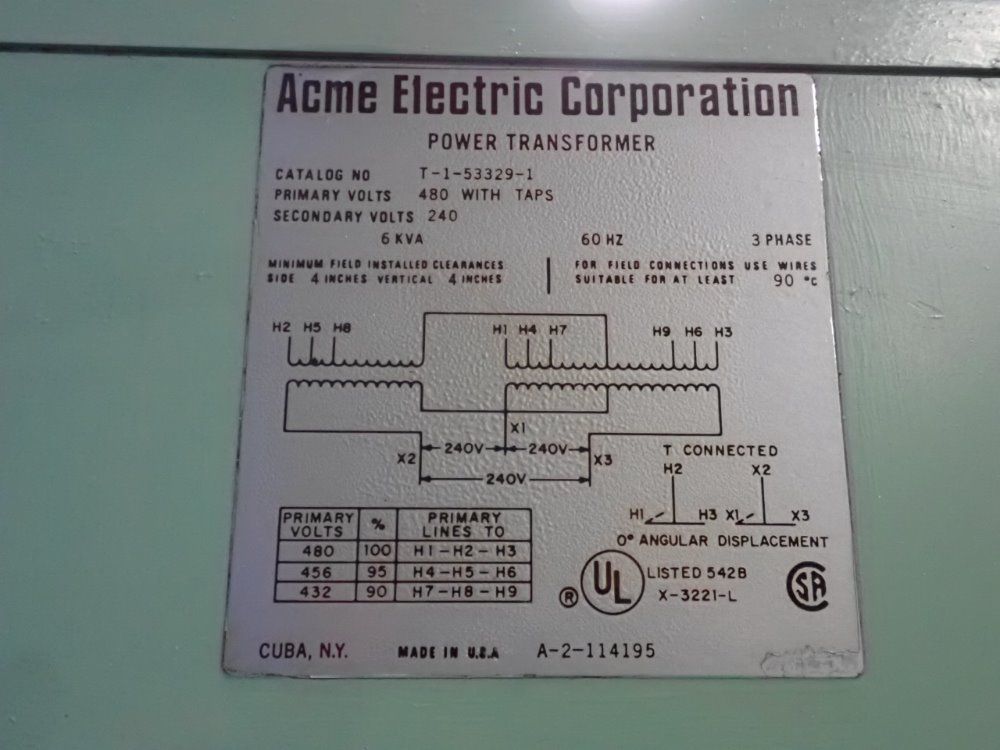 Acme Electric Corporation
POWER TRANSFORMER
CATALOG NO T-1-53329-1
PRIMARY VOLTS 480 WITH TAPS
SECONDARY VOLTS 240
6 KVA 60 HZ 3 PHASE
MINIMUM FIELD INSTALLED CLEARANCES
SIDE 4 INCHES VERTICAL 4 INCHES
FOR FIELD CONNECTIONS USE WIRES
SUITABLE FOR AT LEAST 90 °C
H2 H5 H8 H1 H4 H7 H9 H6 H3
X1
X2 240V 240V X3
240V
T CONNECTED
H2 X2
H1 H3 X1 X3
0° ANGULAR DISPLACEMENT
PRIMARY VOLTS % PRIMARY LINES TO
480 100 H1-H2-H3
456 95 H4-H5-H6
432 90 H7-H8-H9
® UL LISTED 542B
X-3221-L
SA
CUBA, N.Y. MADE IN U.S.A A-2-114195